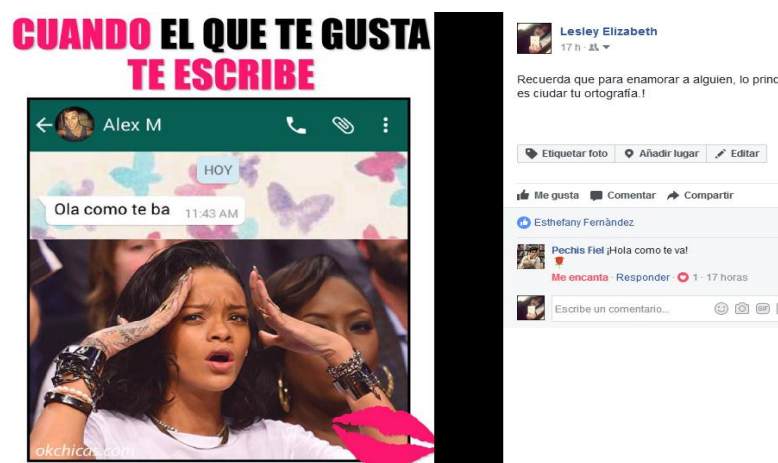 CUANDO EL QUE TE GUSTA
TE ESCRIBE
Alex M
HOY
Ola como te ba 11:43 AM
okchicas.com
Lesley Elizabeth
17 h
Recuerda que para enamorar a alguien, lo princ
es ciudar tu ortografía.!
Etiquetar foto Añadir lugar Editar
Me gusta Comentar Compartir
Esthefany Fernàndez
Pechis Fiel ¡Hola como te va!
Me encanta · Responder · 1 · 17 horas
Escribe un comentario...
GIF